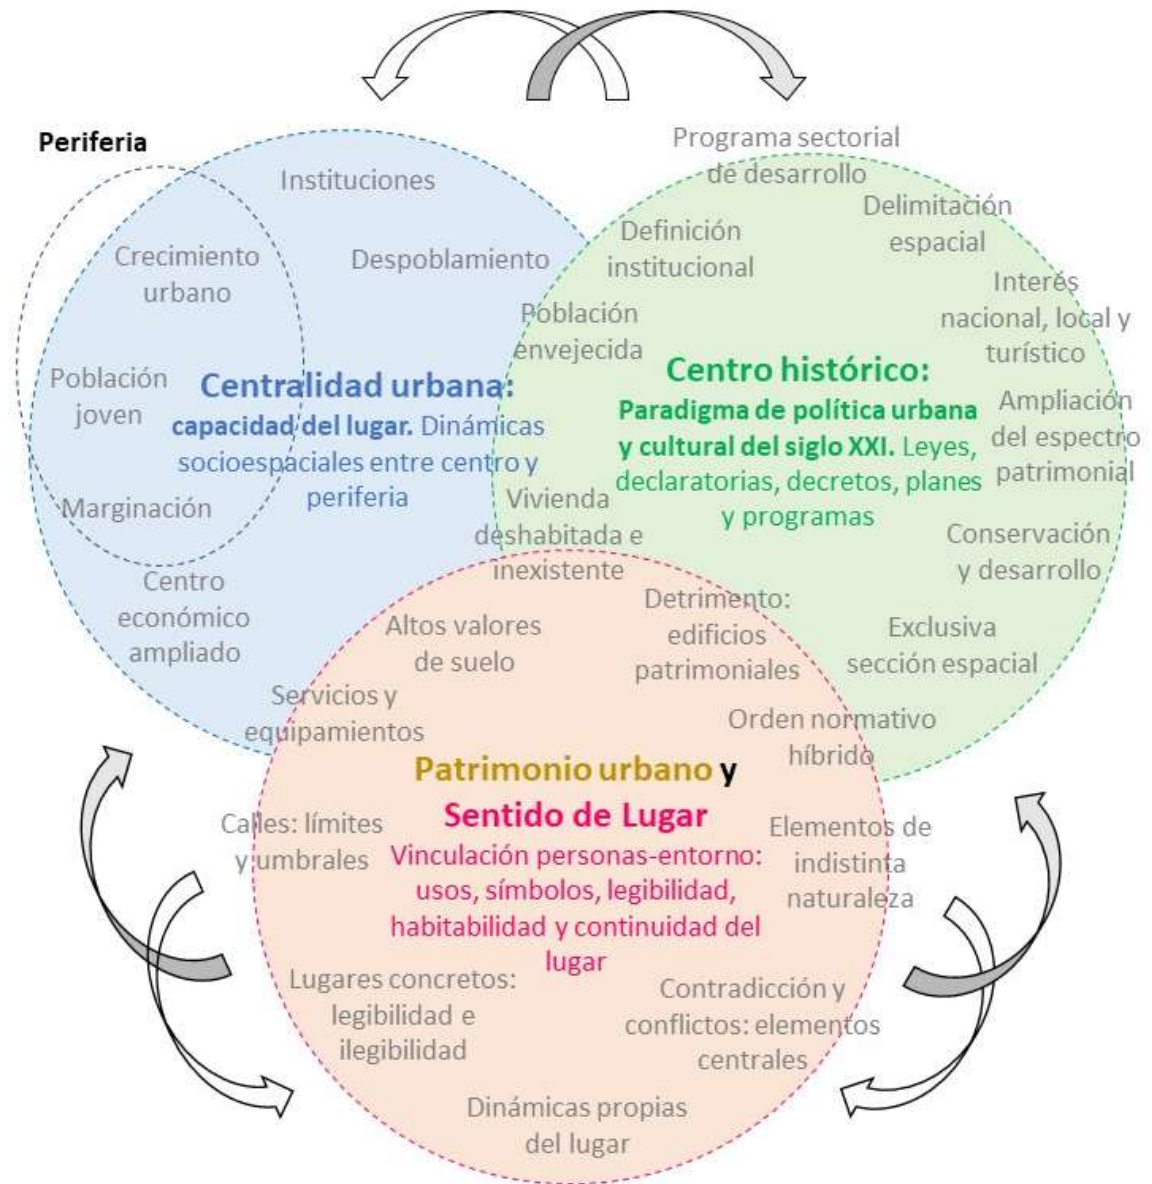 Periferia
Instituciones
Crecimiento
urbano
Despoblamiento
Población
joven
Marginación
Centro
económico
ampliado
Centralidad urbana:
capacidad del lugar. Dinámicas
socioespaciales entre centro y
periferia
Programa sectorial
de desarrollo
Delimitación
espacial
Definición
institucional
Interés
nacional, local y
turístico
Población
envejecida
Centro histórico:
Paradigma de política urbana
y cultural del siglo XXI. Leyes,
declaratorias, decretos, planes
y programas
Ampliación
del espectro
patrimonial
Vivienda
deshabitada e
inexistente
Conservación
y desarrollo
Detrimento:
edificios
patrimoniales
Exclusiva
sección espacial
Altos valores
de suelo
Servicios y
equipamientos
Orden normativo
híbrido
Patrimonio urbano y
Sentido de Lugar
Vinculación personas-entorno:
usos, símbolos, legibilidad,
habitabilidad y continuidad del
lugar
Calles: límites
y umbrales
Elementos de
indistinta
naturaleza
Lugares concretos:
legibilidad e
ilegibilidad
Contradicción y
conflictos: elementos
centrales
Dinámicas propias
del lugar